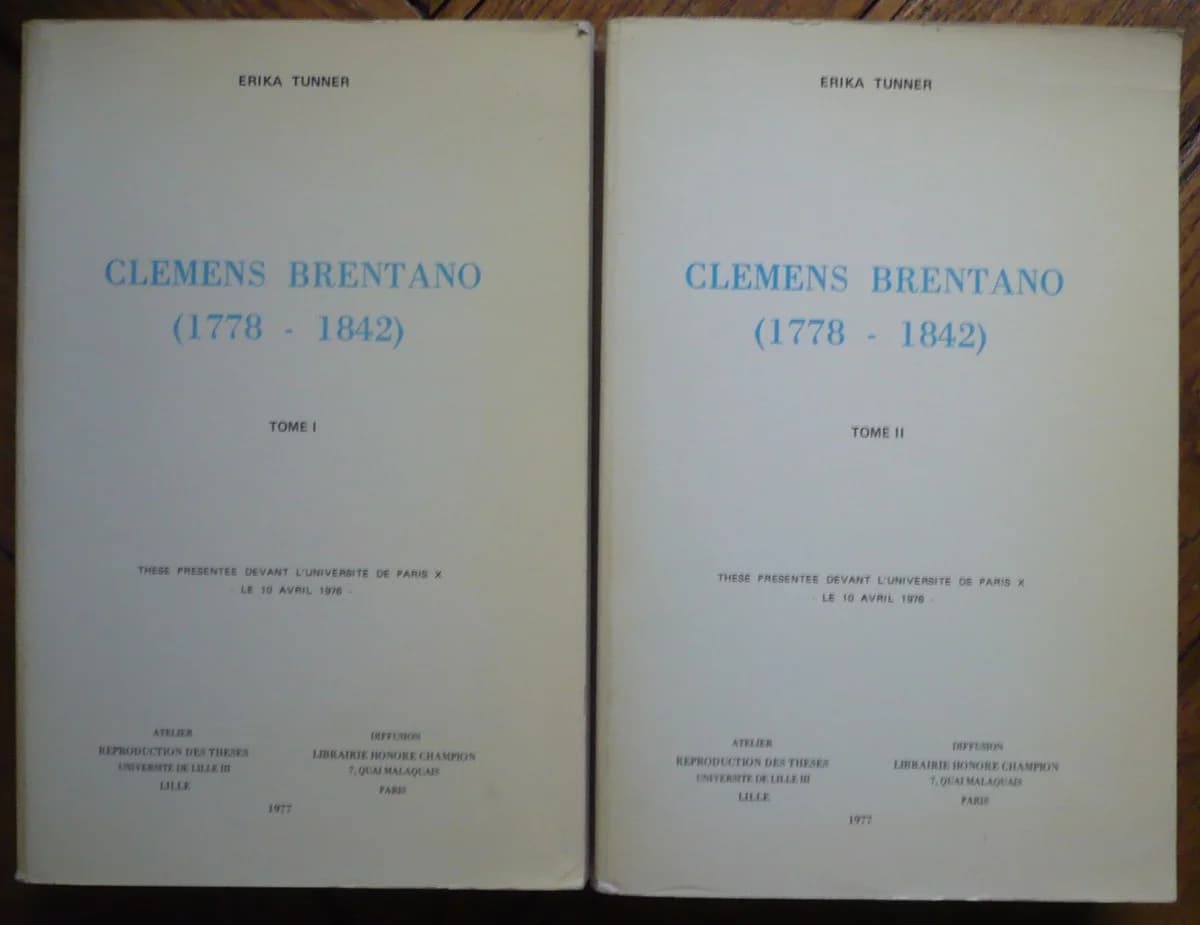 ERIKA TUNNER
CLEMENS BRENTANO
(1778 - 1842)
TOME I
THESE PRESENTEE DEVANT L'UNIVERSITE DE PARIS X
- LE 10 AVRIL 1976 -
ATELIER
REPRODUCTION DES THESES
UNIVERSITE DE LILLE III
LILLE
DIFFUSION
LIBRAIRIE HONORE CHAMPION
7, QUAI MALAQUAIS
PARIS
1977
ERIKA TUNNER
CLEMENS BRENTANO
(1778 - 1842)
TOME II
THESE PRESENTEE DEVANT L'UNIVERSITE DE PARIS X
- LE 10 AVRIL 1976 -
ATELIER
REPRODUCTION DES THESES
UNIVERSITE DE LILLE III
LILLE
DIFFUSION
LIBRAIRIE HONORE CHAMPION
7, QUAI MALAQUAIS
PARIS
1977